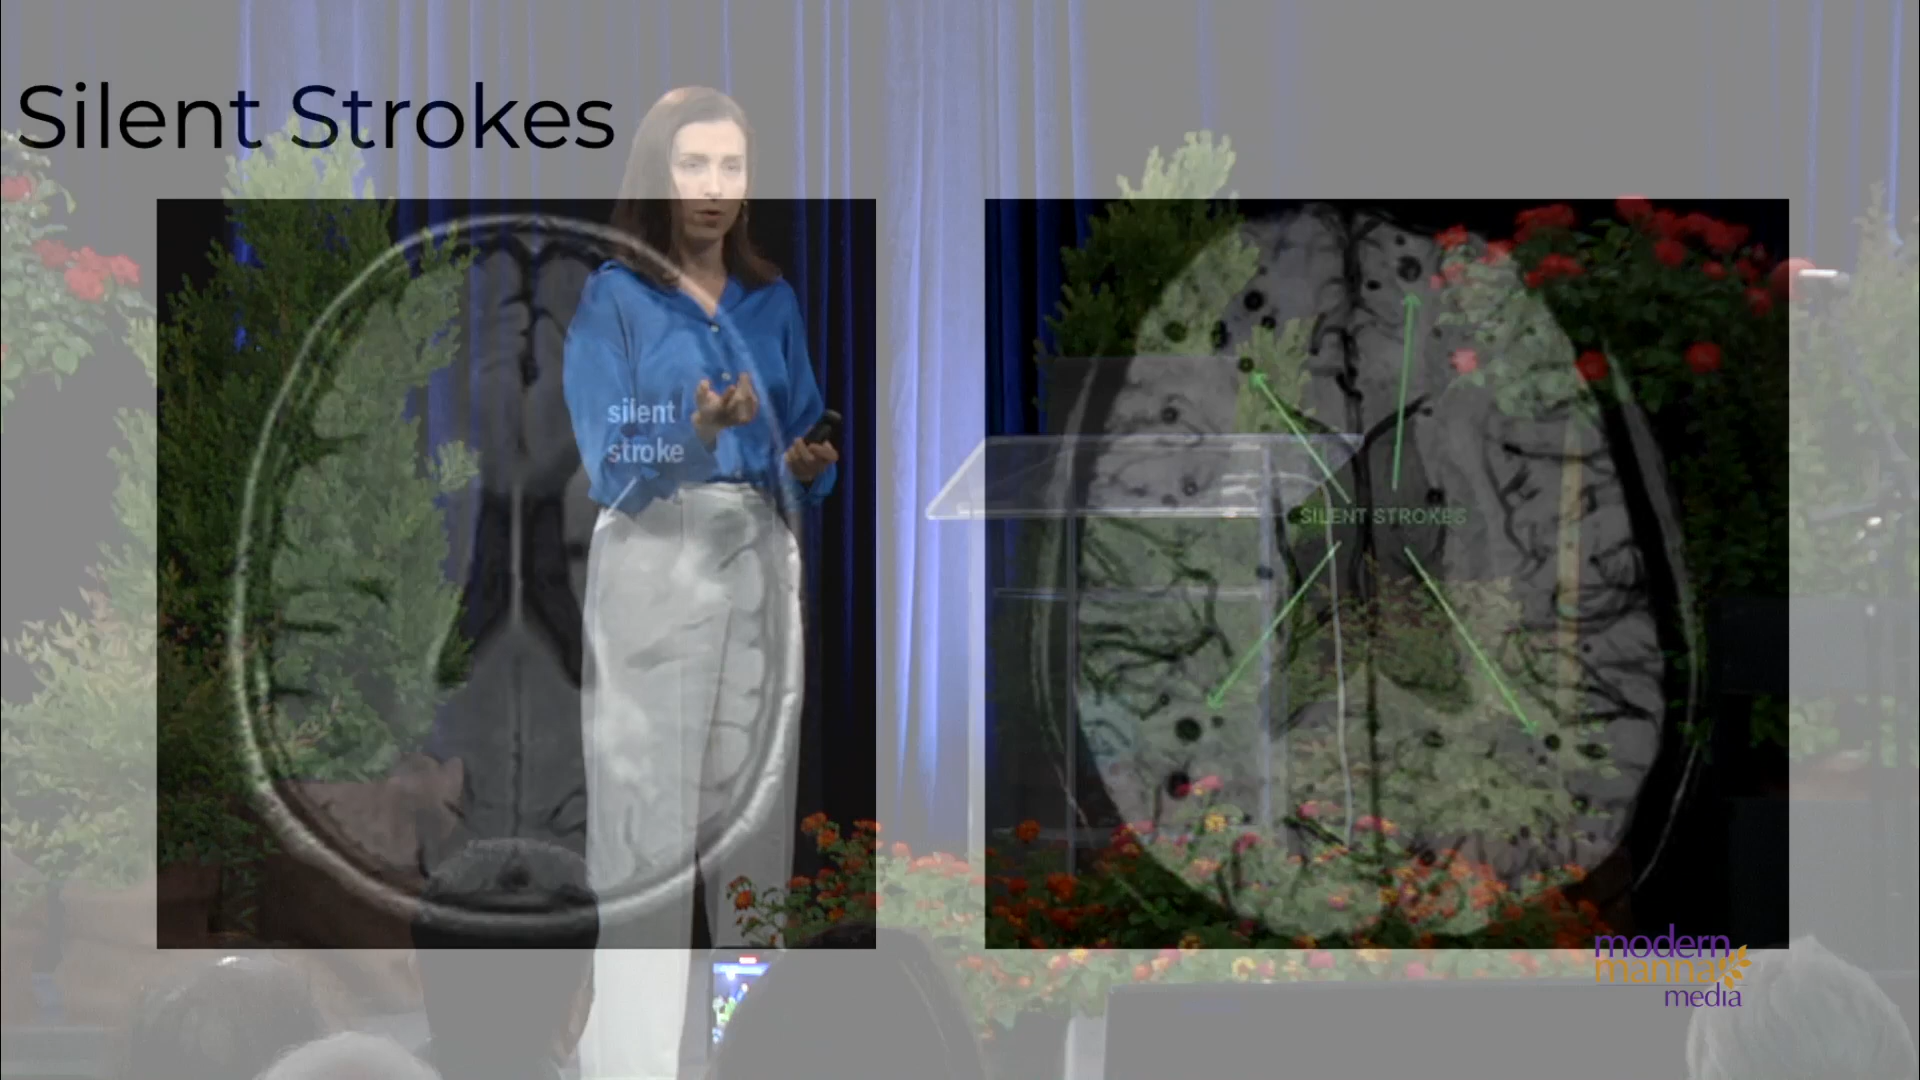 Silent Strokes
silent
stroke
SILENT STROKES
modern
manna
media